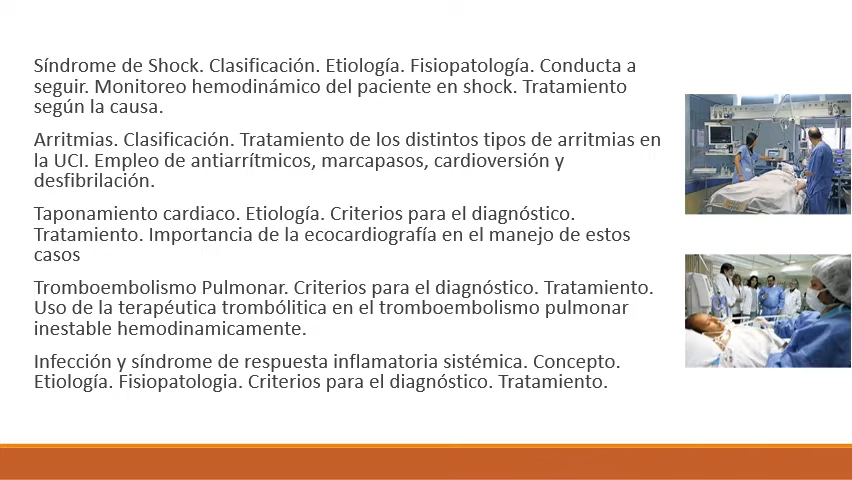 Síndrome de Shock. Clasificación. Etiología. Fisiopatología. Conducta a
seguir. Monitoreo hemodinámico del paciente en shock. Tratamiento
según la causa.
Arritmias. Clasificación. Tratamiento de los distintos tipos de arritmias en
la UCI. Empleo de antiarrítmicos, marcapasos, cardioversión y
desfibrilación.
Taponamiento cardiaco. Etiología. Criterios para el diagnóstico.
Tratamiento. Importancia de la ecocardiografía en el manejo de estos
casos
Tromboembolismo Pulmonar. Criterios para el diagnóstico. Tratamiento.
Uso de la terapéutica trombólitica en el tromboembolismo pulmonar
inestable hemodinamicamente.
Infección y síndrome de respuesta inflamatoria sistémica. Concepto.
Etiología. Fisiopatologia. Criterios para el diagnóstico. Tratamiento.